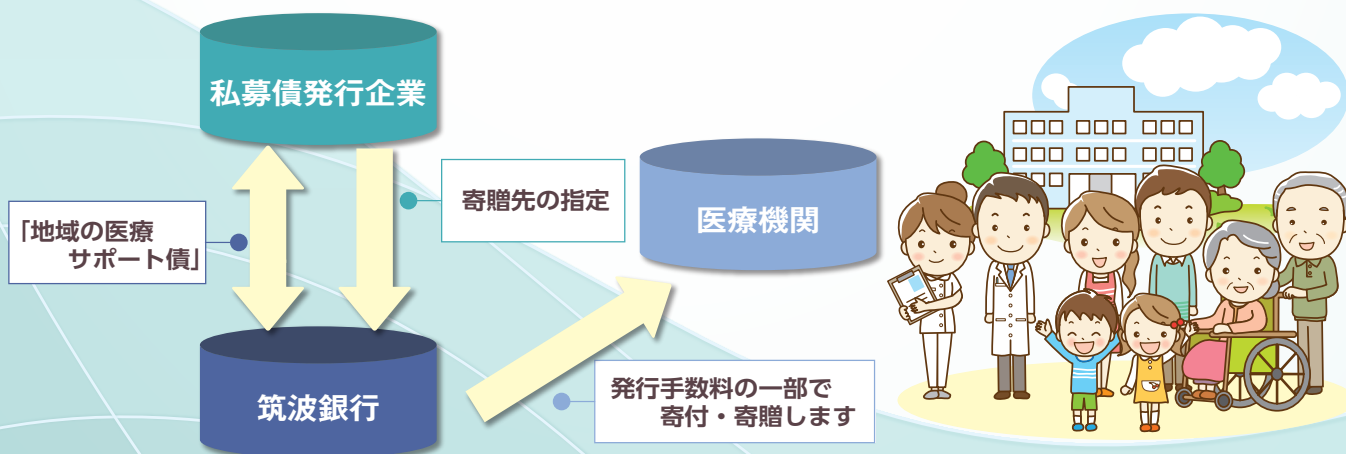 私募債発行企業
寄贈先の指定
医療機関
「地域の医療
サポート債」
筑波銀行
発行手数料の一部で
寄付・寄贈します